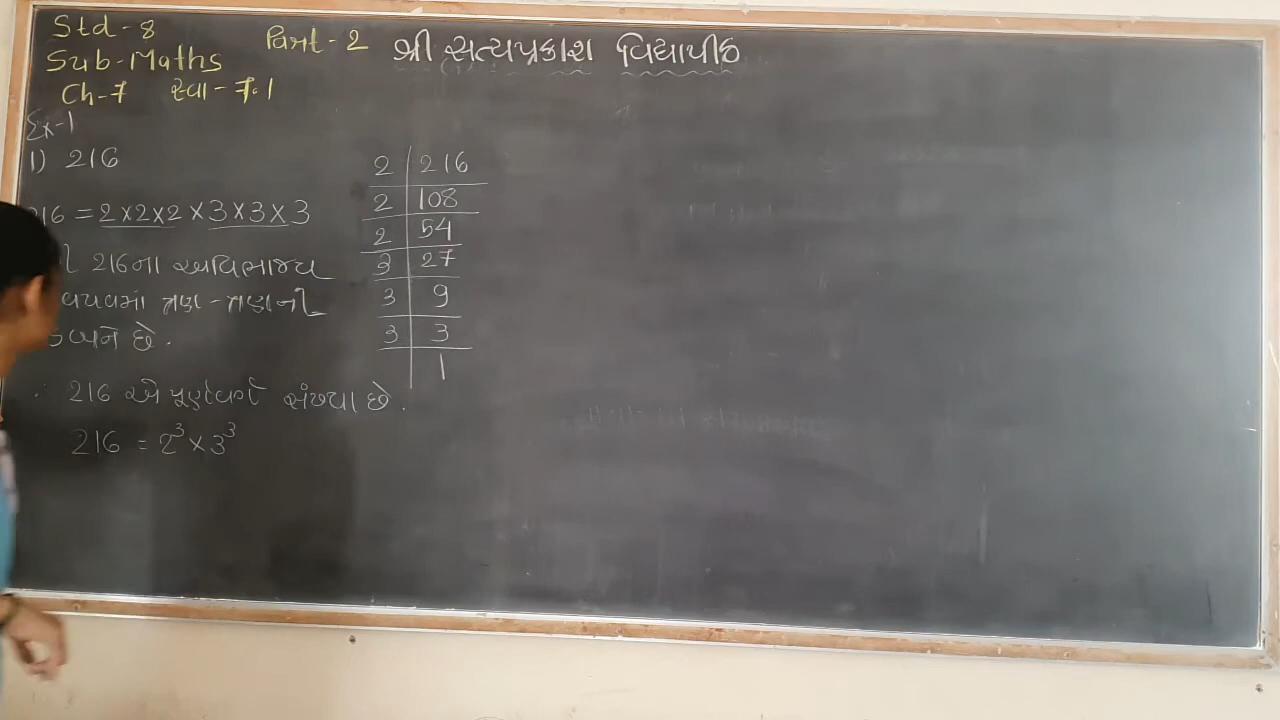 Std-8
Sub-Maths
Ch-7 સ્વા-7.1
વિભાગ-2
શ્રી સત્યપ્રકાશ વિદ્યાપીઠ
Ex-1
1) 216
216 = 2×2×2×3×3×3
216ના અવિભાજ્ય
ત્રણ-ત્રણની
છે.
∴ 216 એ પૂર્ણવર્ગ સંખ્યા છે.
216 = 2³×3³
2 216
2 108
2 54
3 27
3 9
3 3
1